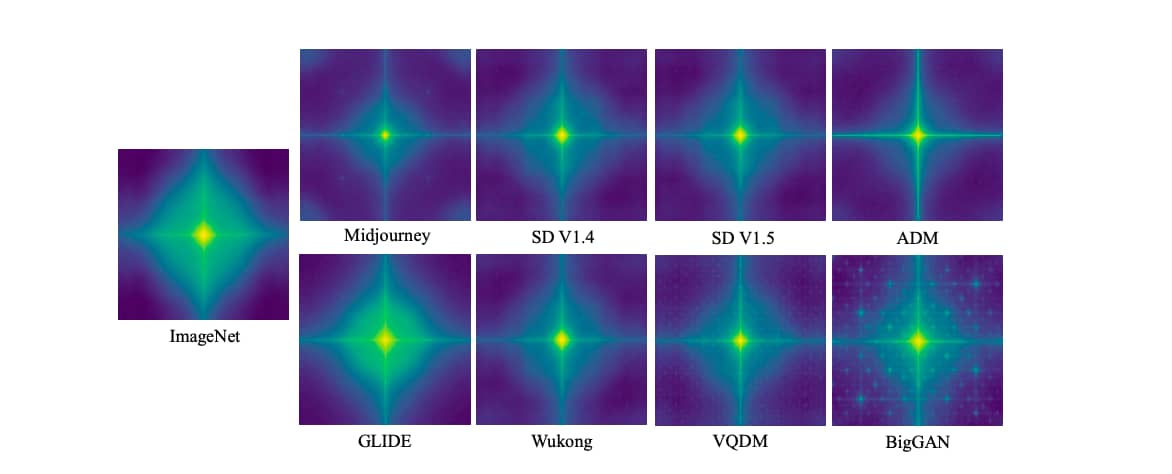 Midjourney
SD V1.4
SD V1.5
ADM
ImageNet
GLIDE
Wukong
VQDM
BigGAN